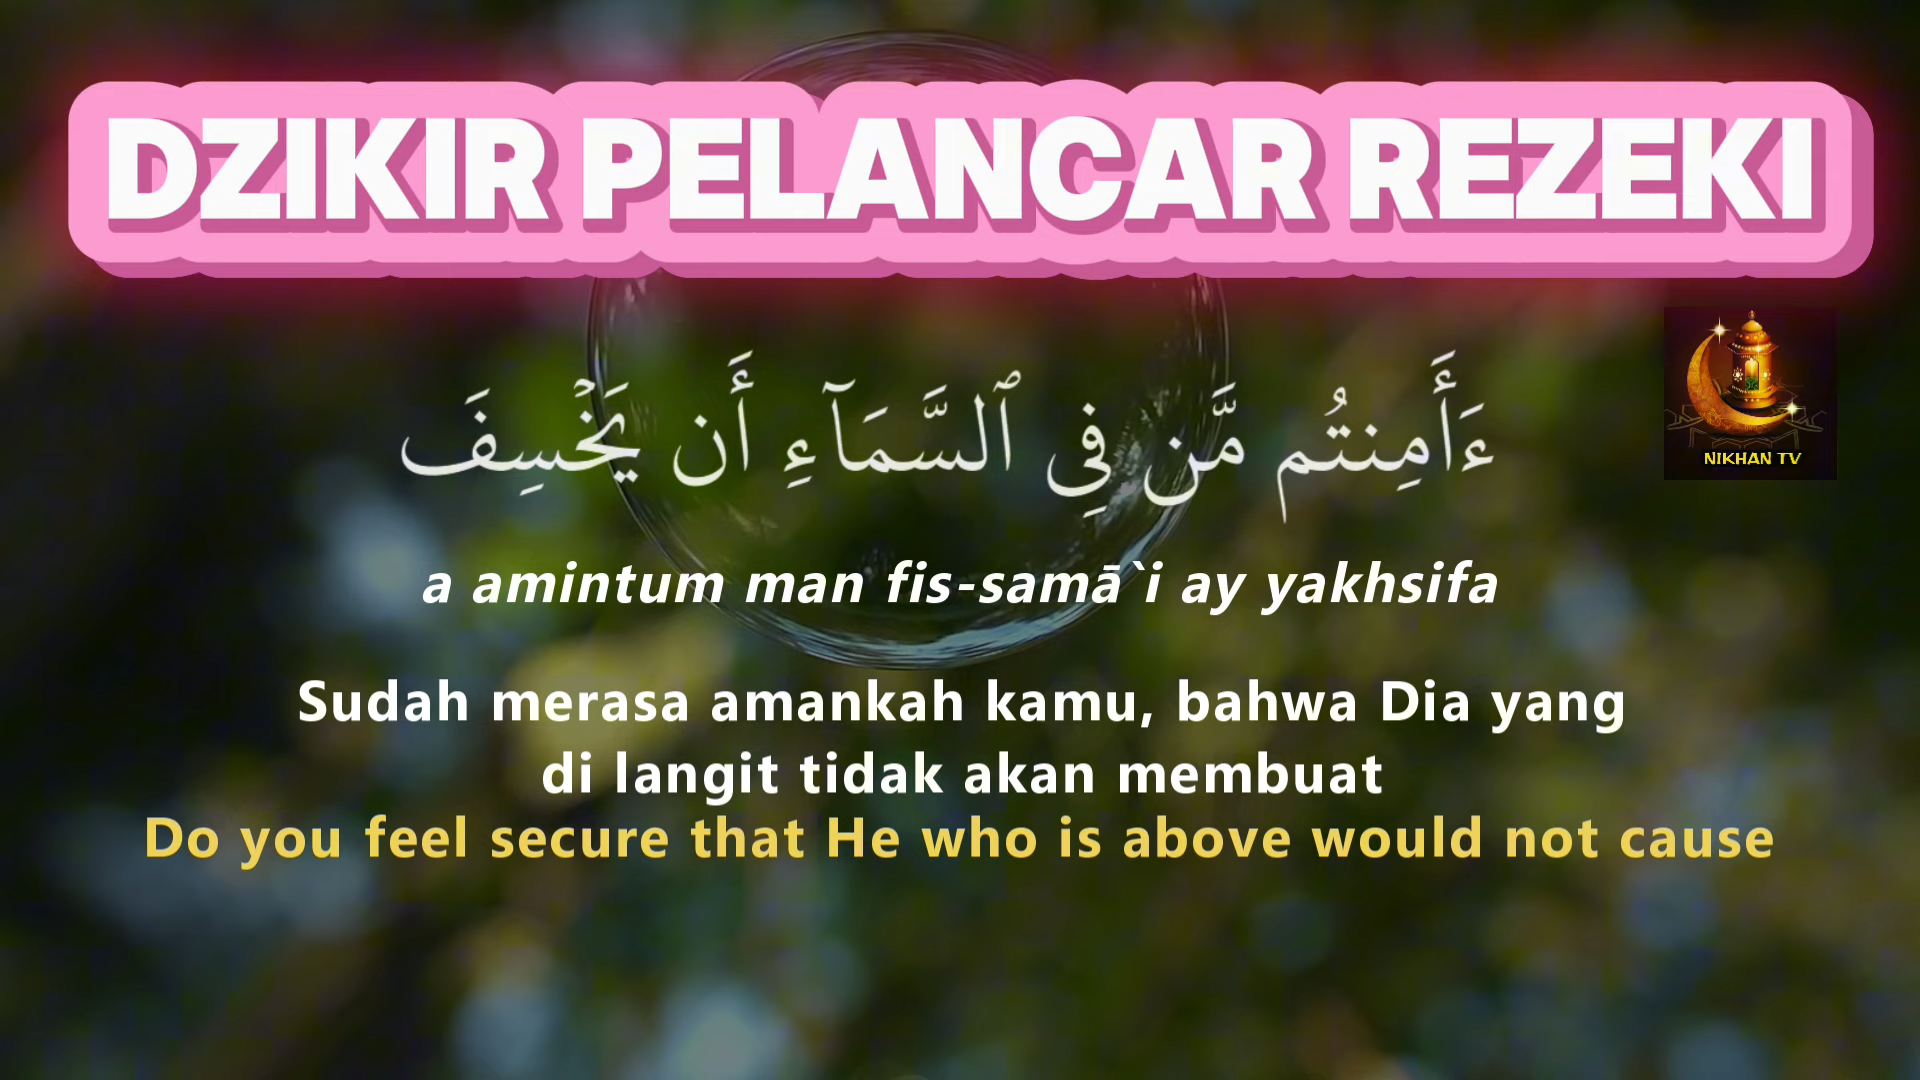 DZIKIR PELANCAR REZEKI
ءَأَمِنتُم مَّن فِى ٱلسَّمَآءِ أَن يَخْسِفَ
NIKHAN TV
a amintum man fis-samā`i ay yakhsifa
Sudah merasa amankah kamu, bahwa Dia yang
di langit tidak akan membuat
Do you feel secure that He who is above would not cause